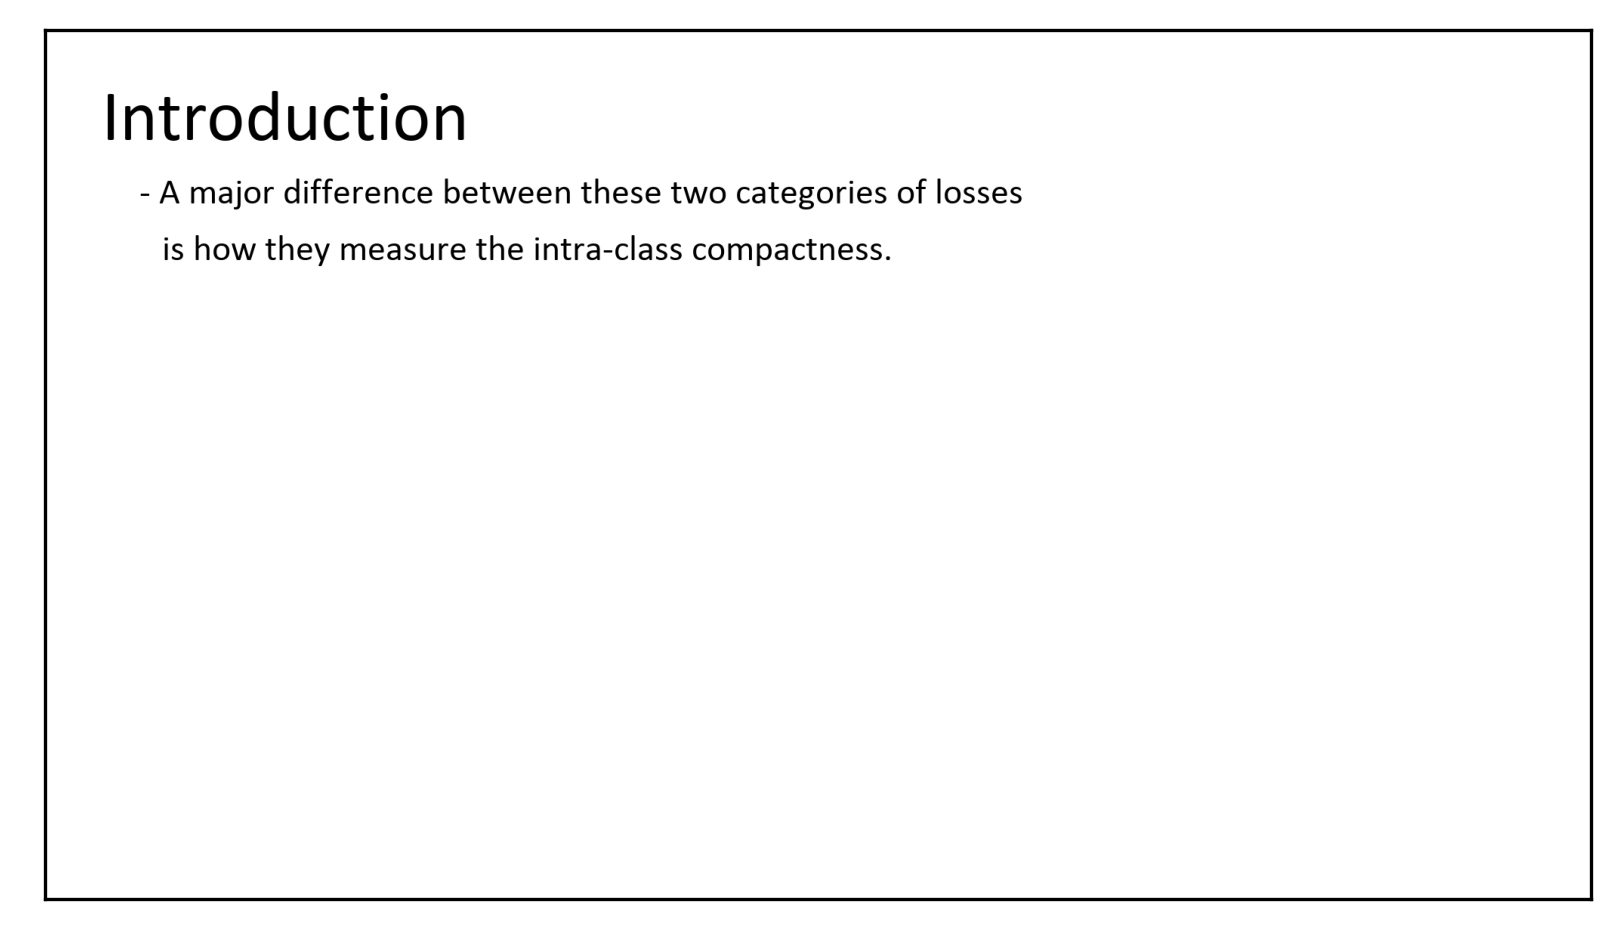 Introduction
- A major difference between these two categories of losses
is how they measure the intra-class compactness.